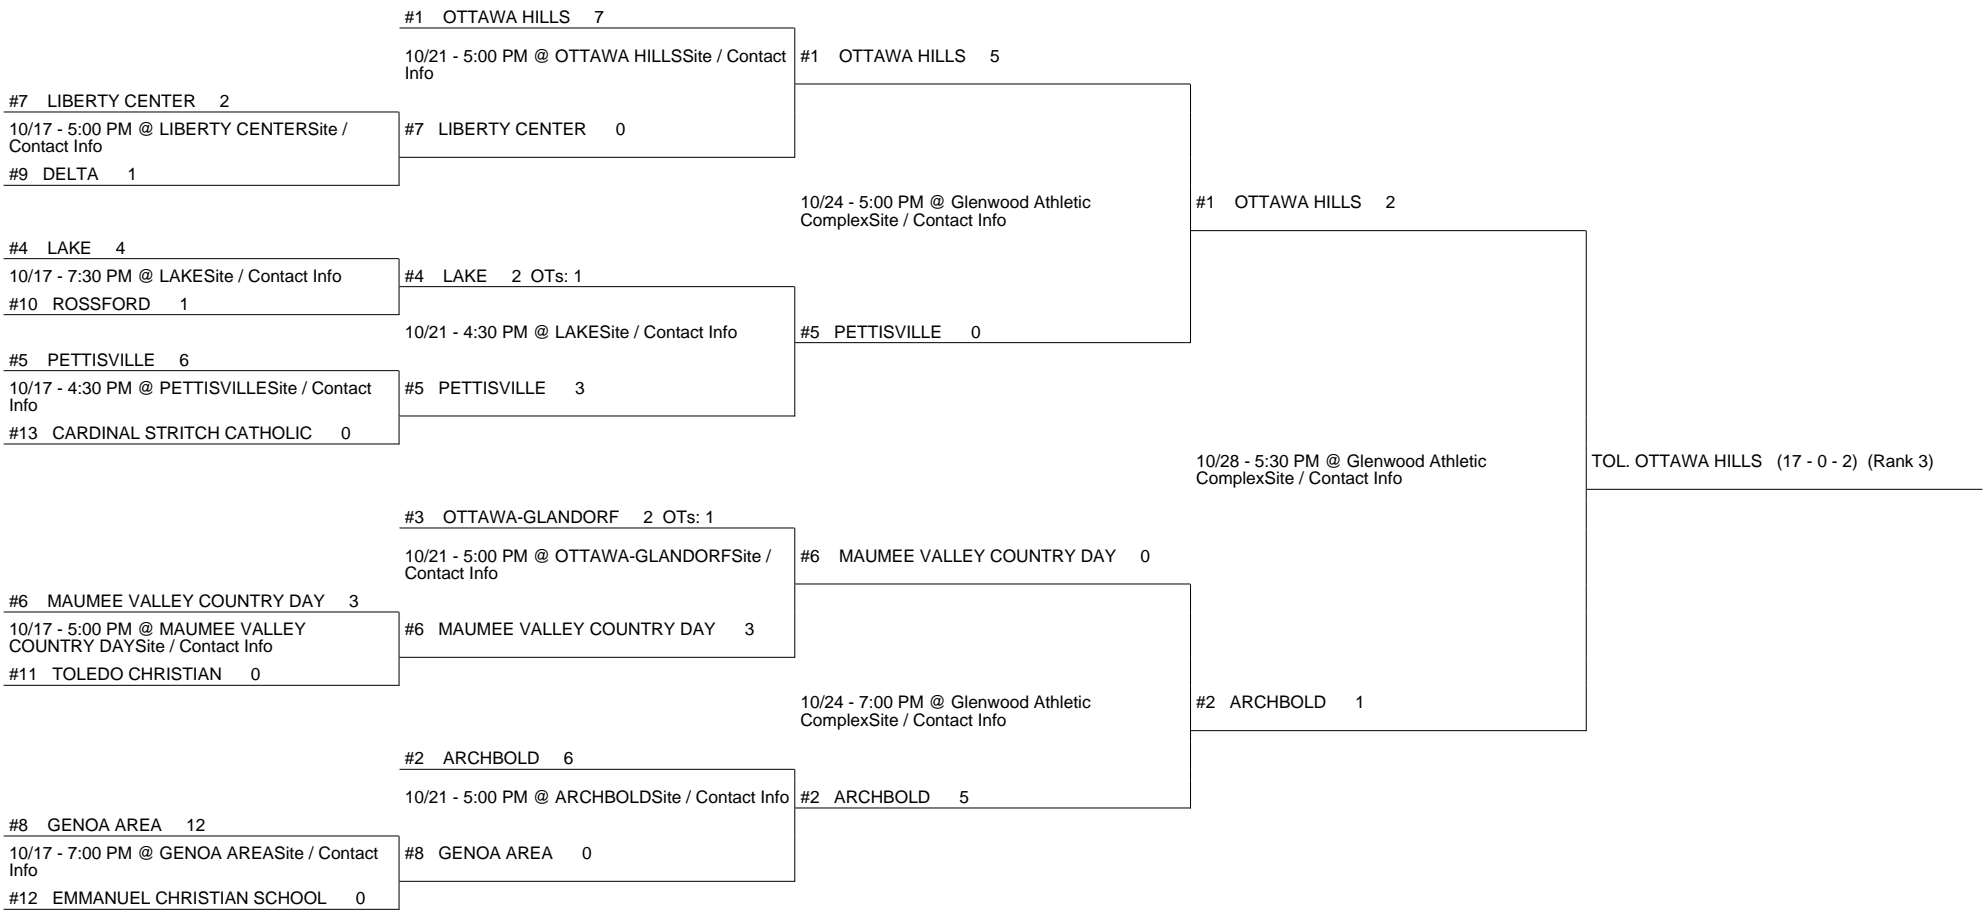 #1 OTTAWA HILLS 7
10/21 - 5:00 PM @ OTTAWA HILLSSite / Contact
Info
#1 OTTAWA HILLS 5
#7 LIBERTY CENTER 2
10/17 - 5:00 PM @ LIBERTY CENTERSite /
Contact Info
#7 LIBERTY CENTER 0
#9 DELTA 1
10/24 - 5:00 PM @ Glenwood Athletic
ComplexSite / Contact Info
#1 OTTAWA HILLS 2
#4 LAKE 4
10/17 - 7:30 PM @ LAKESite / Contact Info
#4 LAKE 2 OTs: 1
#10 ROSSFORD 1
10/21 - 4:30 PM @ LAKESite / Contact Info
#5 PETTISVILLE 0
#5 PETTISVILLE 6
10/17 - 4:30 PM @ PETTISVILLESite / Contact
Info
#5 PETTISVILLE 3
#13 CARDINAL STRITCH CATHOLIC 0
10/28 - 5:30 PM @ Glenwood Athletic
ComplexSite / Contact Info
TOL. OTTAWA HILLS (17 - 0 - 2) (Rank 3)
#3 OTTAWA-GLANDORF 2 OTs: 1
10/21 - 5:00 PM @ OTTAWA-GLANDORFSite /
Contact Info
#6 MAUMEE VALLEY COUNTRY DAY 0
#6 MAUMEE VALLEY COUNTRY DAY 3
10/17 - 5:00 PM @ MAUMEE VALLEY
COUNTRY DAYSite / Contact Info
#6 MAUMEE VALLEY COUNTRY DAY 3
#11 TOLEDO CHRISTIAN 0
10/24 - 7:00 PM @ Glenwood Athletic
ComplexSite / Contact Info
#2 ARCHBOLD 1
#2 ARCHBOLD 6
10/21 - 5:00 PM @ ARCHBOLDSite / Contact Info
#2 ARCHBOLD 5
#8 GENOA AREA 12
10/17 - 7:00 PM @ GENOA AREASite / Contact
Info
#8 GENOA AREA 0
#12 EMMANUEL CHRISTIAN SCHOOL 0